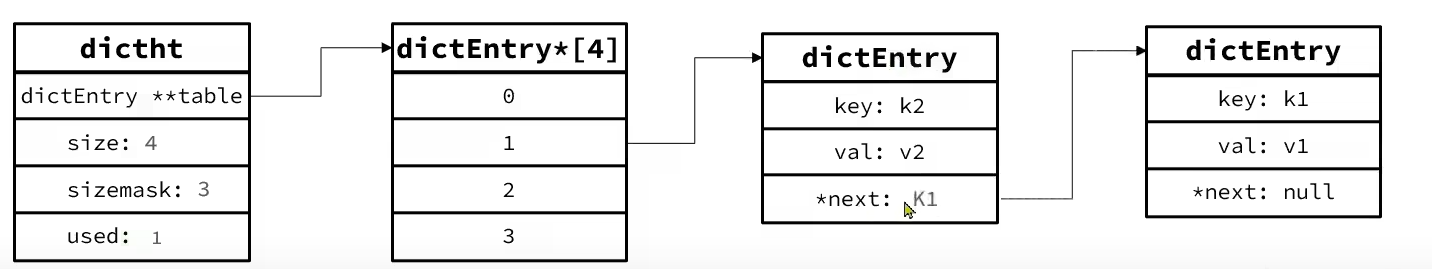 dictht
dictEntry **table
size: 4
sizemask: 3
used: 1
dictEntry*[4]
0
1
2
3
dictEntry
key: k2
val: v2
*next: K1
dictEntry
key: k1
val: v1
*next: null